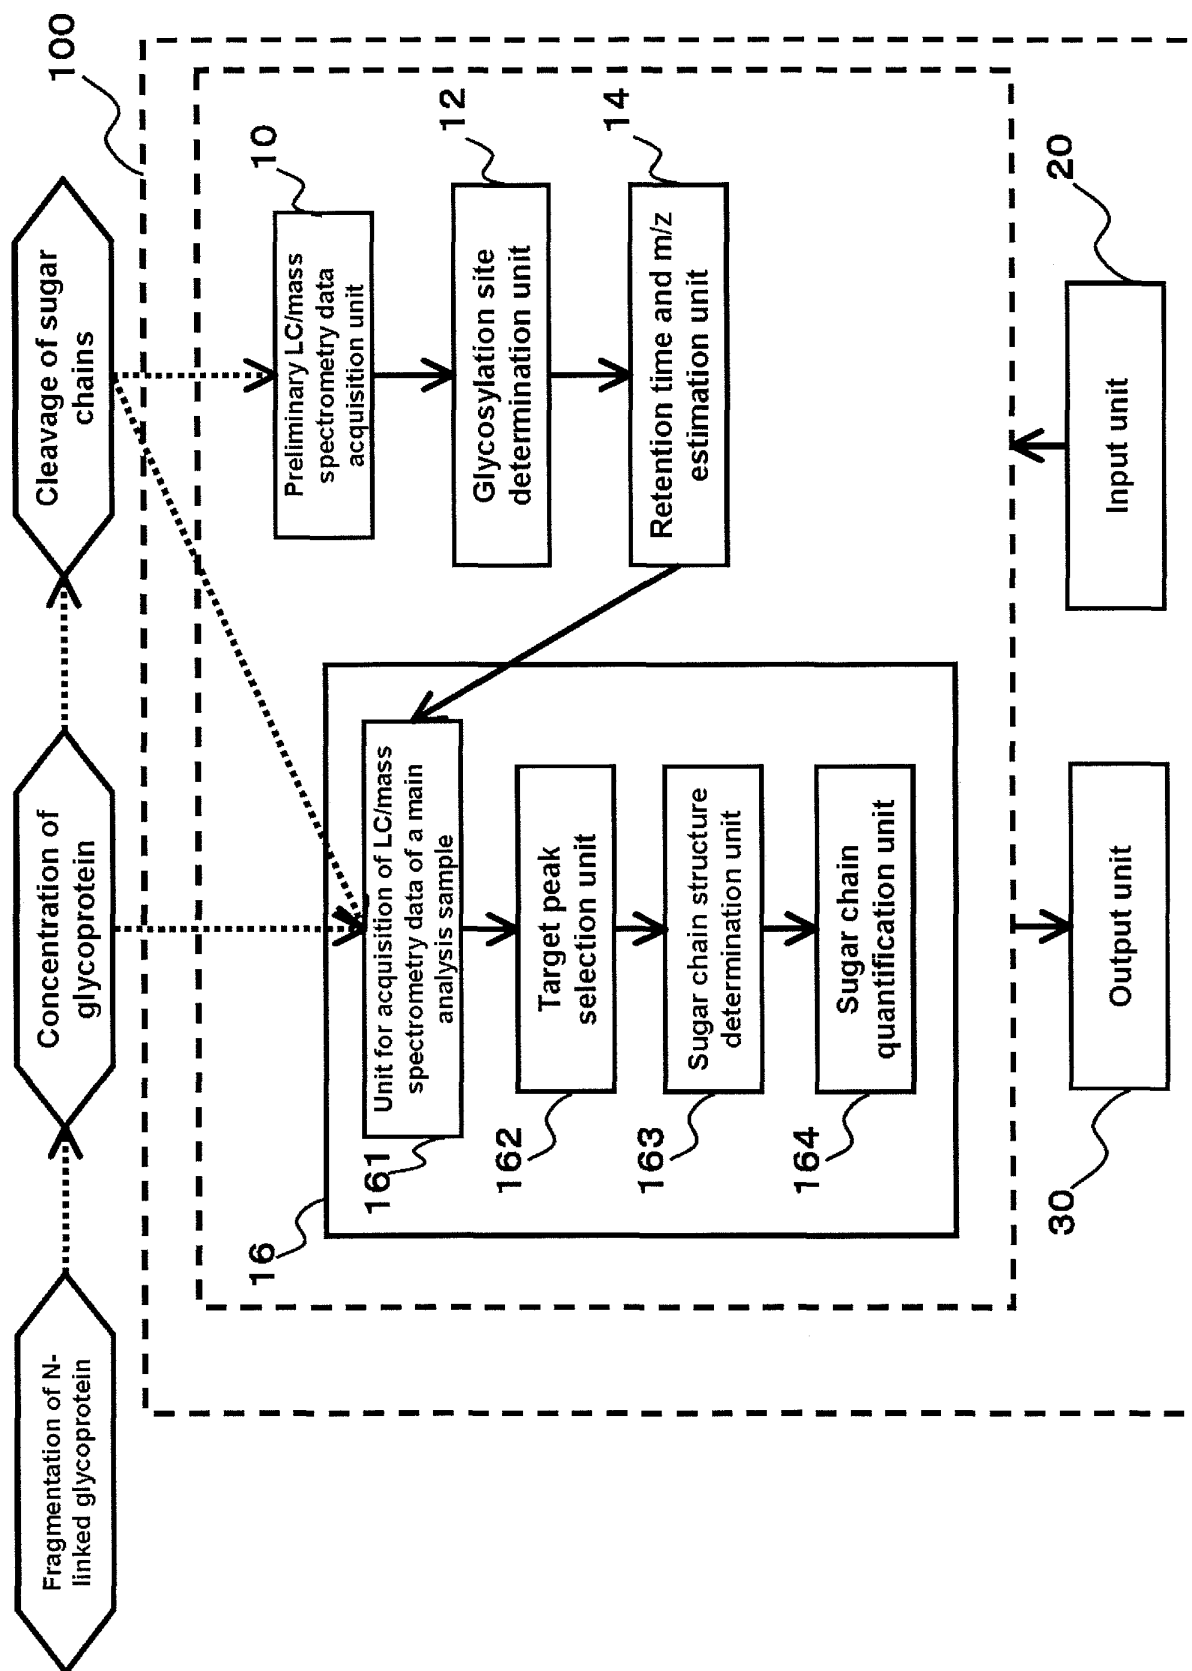 Fragmentation of N-
linked glycoprotein
Concentration of
glycoprotein
Cleavage of sugar
chains
100
10
Preliminary LC/mass
spectrometry data
acquisition unit
12
Glycosylation site
determination unit
14
Retention time and m/z
estimation unit
16
Unit for acquisition of LC/mass
spectrometry data of a main
analysis sample
161
Target peak
selection unit
162
Sugar chain structure
determination unit
163
Sugar chain
quantification unit
164
20
Input unit
Output unit
30